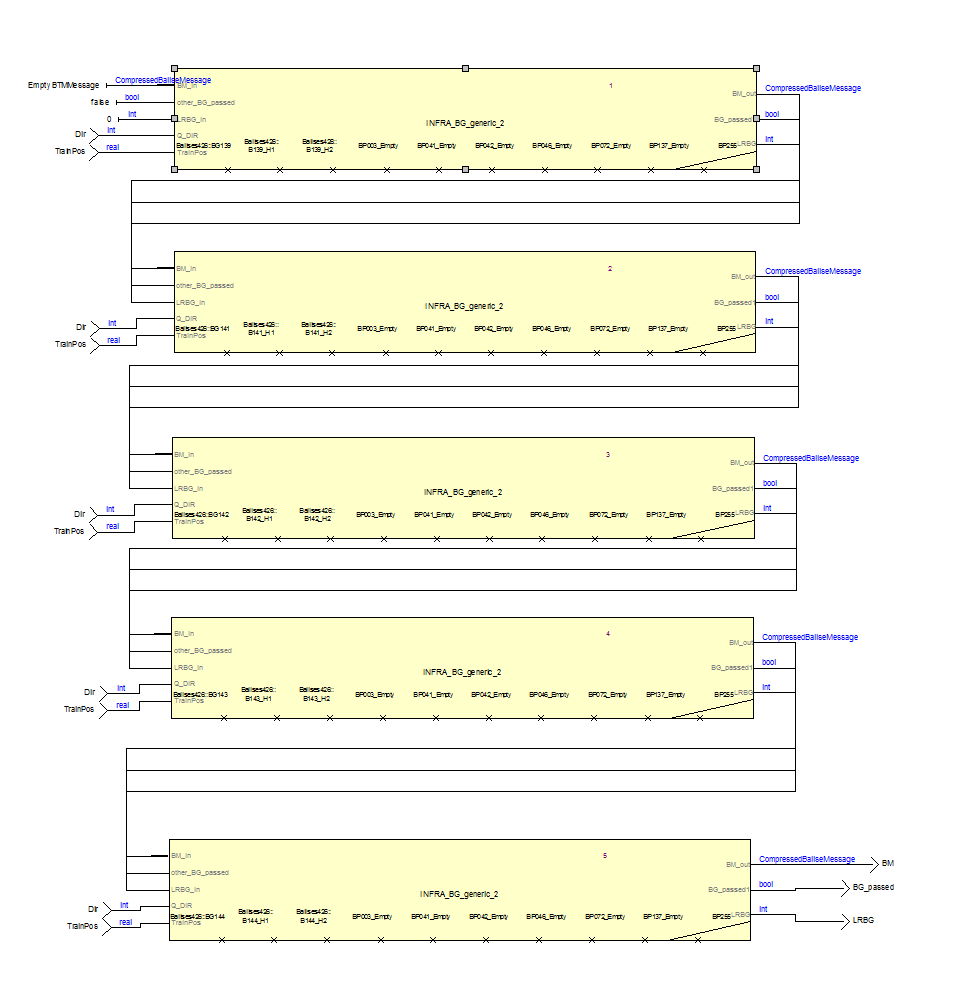 Empty BTMMessage CompressedBaliseMessage BM_in 1 BM_out CompressedBaliseMessage
false bool other_BG_passed
0 int LRBG_in INFRA_BG_generic_2 BG_passed1 bool
Dir int Q_DIR LRBG int
TrainPos real TrainPos
Balises426::BG139 Balises426:: B139_H1 Balises426:: B139_H2 BP003_Empty BP041_Empty BP042_Empty BP046_Empty BP072_Empty BP137_Empty BP255
BM_in 2 BM_out CompressedBaliseMessage
other_BG_passed
LRBG_in INFRA_BG_generic_2 BG_passed1 bool
Dir int Q_DIR LRBG int
TrainPos real TrainPos
Balises426::BG141 Balises426:: B141_H1 Balises426:: B141_H2 BP003_Empty BP041_Empty BP042_Empty BP046_Empty BP072_Empty BP137_Empty BP255
BM_in 3 BM_out CompressedBaliseMessage
other_BG_passed
LRBG_in INFRA_BG_generic_2 BG_passed1 bool
Dir int Q_DIR LRBG int
TrainPos real TrainPos
Balises426::BG142 Balises426:: B142_H1 Balises426:: B142_H2 BP003_Empty BP041_Empty BP042_Empty BP046_Empty BP072_Empty BP137_Empty BP255
BM_in 4 BM_out CompressedBaliseMessage
other_BG_passed
LRBG_in INFRA_BG_generic_2 BG_passed1 bool
Dir int Q_DIR LRBG int
TrainPos real TrainPos
Balises426::BG143 Balises426:: B143_H1 Balises426:: B143_H2 BP003_Empty BP041_Empty BP042_Empty BP046_Empty BP072_Empty BP137_Empty BP255
BM_in 5 BM_out CompressedBaliseMessage BM
other_BG_passed
LRBG_in INFRA_BG_generic_2 BG_passed1 bool BG_passed
Dir int Q_DIR LRBG int LRBG
TrainPos real TrainPos
Balises426::BG144 Balises426:: B144_H1 Balises426:: B144_H2 BP003_Empty BP041_Empty BP042_Empty BP046_Empty BP072_Empty BP137_Empty BP255